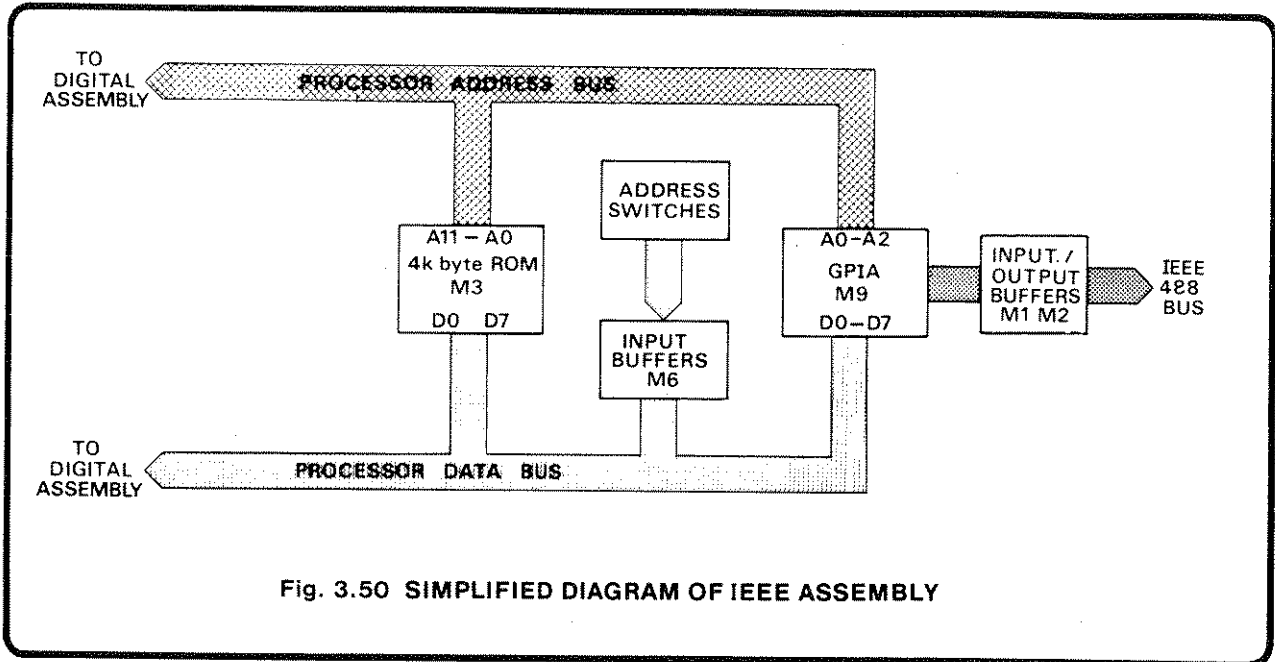 TO
DIGITAL
ASSEMBLY
PROCESSOR ADDRESS BUS
ADDRESS
SWITCHES
A11 – A0
4k byte ROM
M3
D0 D7
INPUT
BUFFERS
M6
A0–A2
GPIA
M9
D0–D7
INPUT. /
OUTPUT
BUFFERS
M1 M2
IEEE
488
BUS
TO
DIGITAL
ASSEMBLY
PROCESSOR DATA BUS
Fig. 3.50 SIMPLIFIED DIAGRAM OF IEEE ASSEMBLY